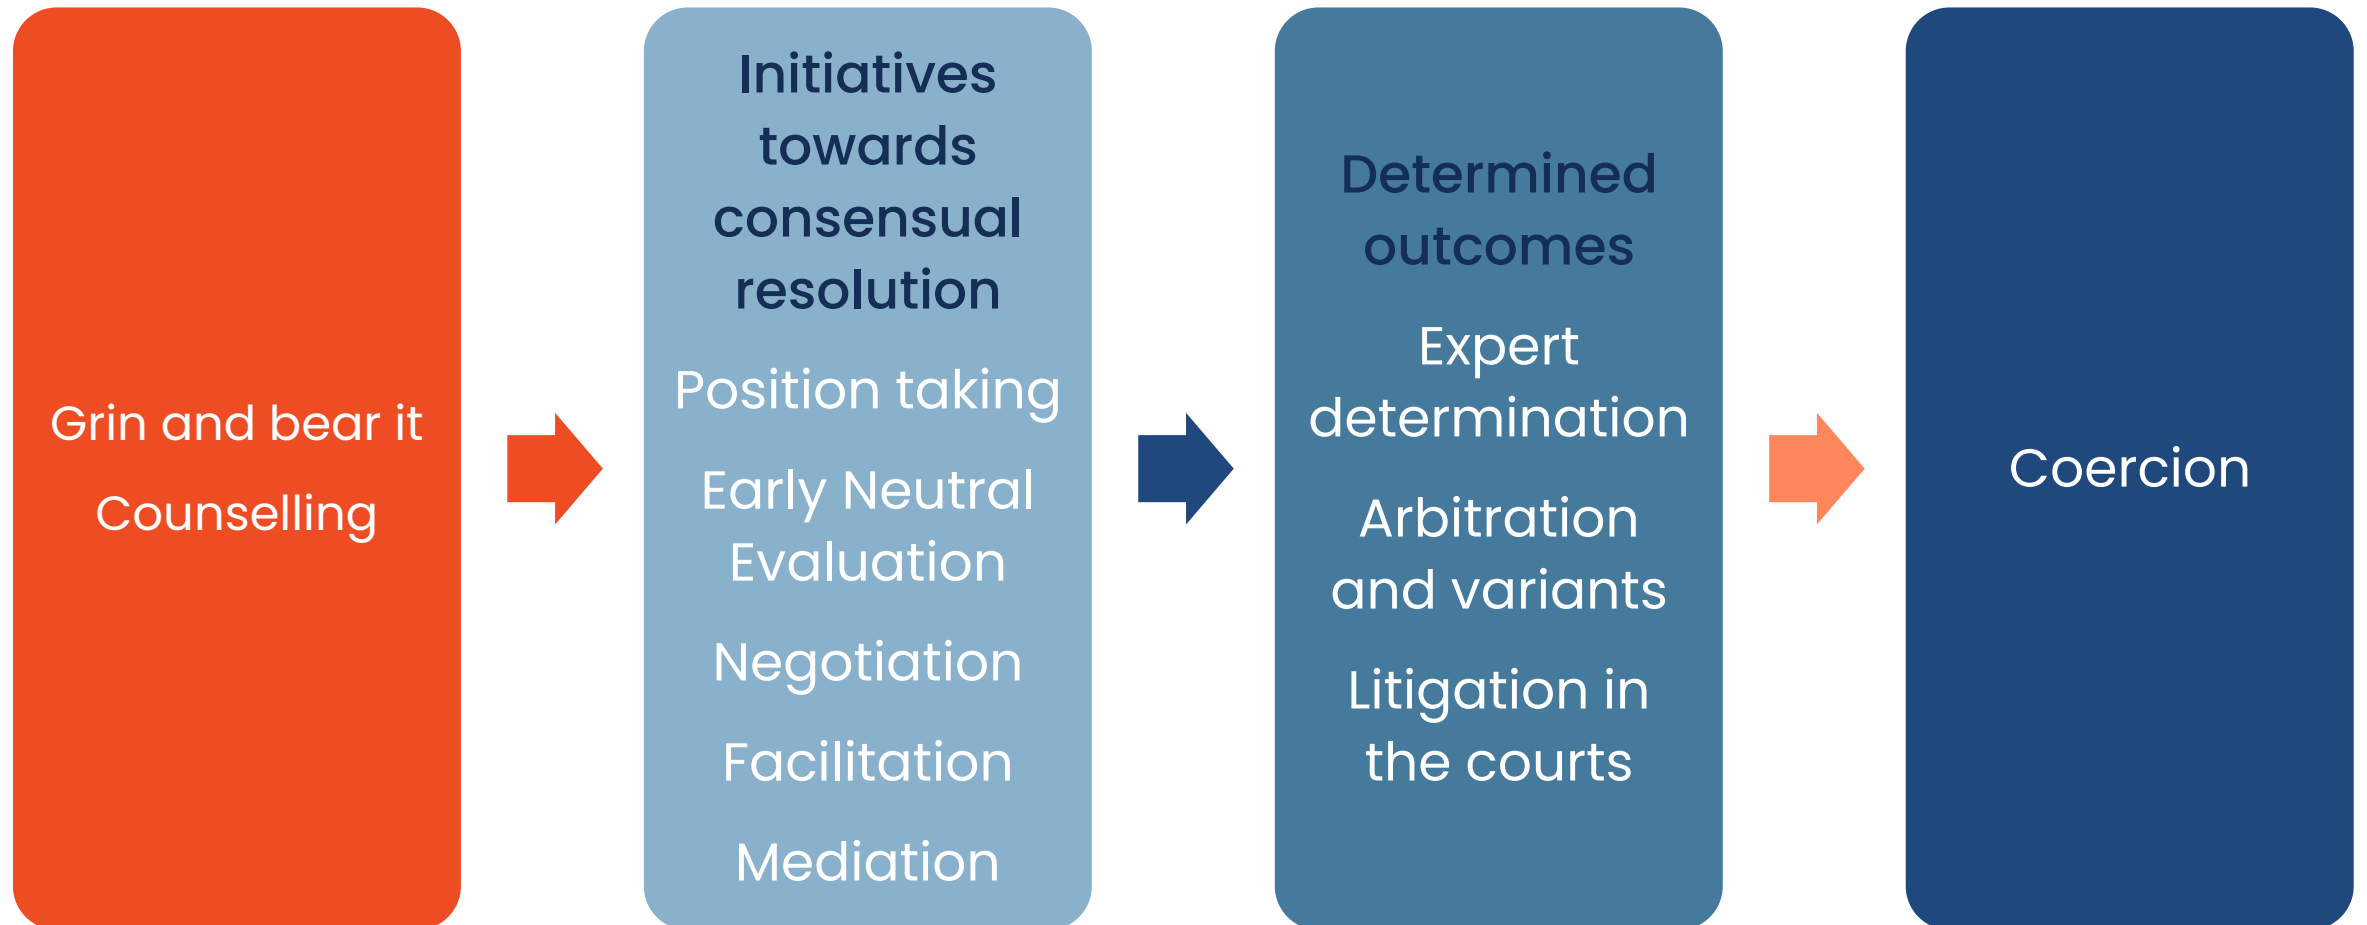 Grin and bear it
Counselling
Initiatives
towards
consensual
resolution
Position taking
Early Neutral
Evaluation
Negotiation
Facilitation
Mediation
Determined
outcomes
Expert
determination
Arbitration
and variants
Litigation in
the courts
Coercion